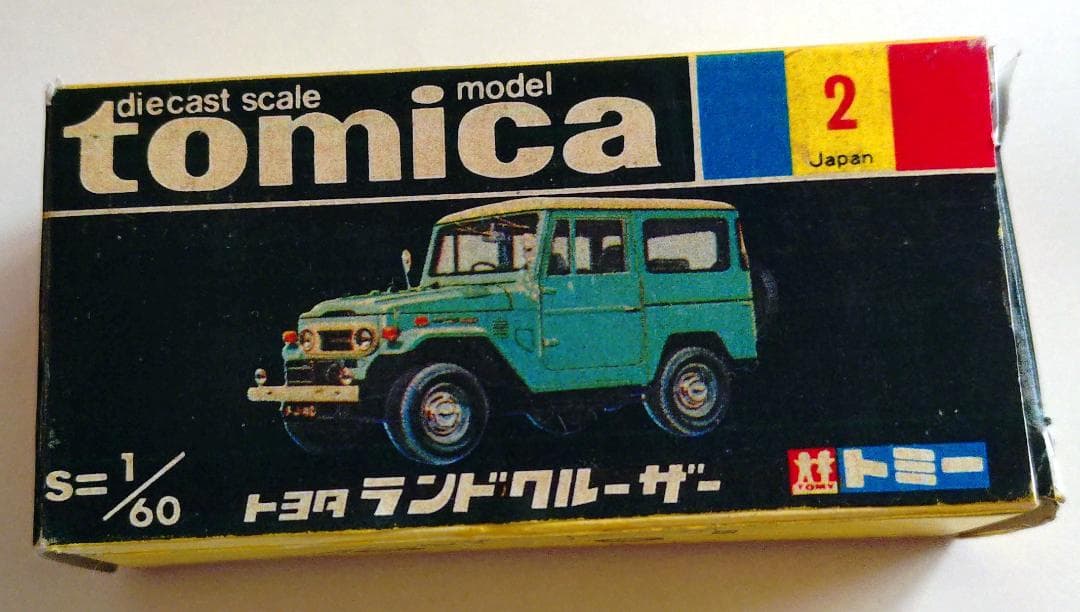 diecast scale model
tomica
2
Japan
S=1/60
トヨタ ランドクルーザー
TOMY
トミー